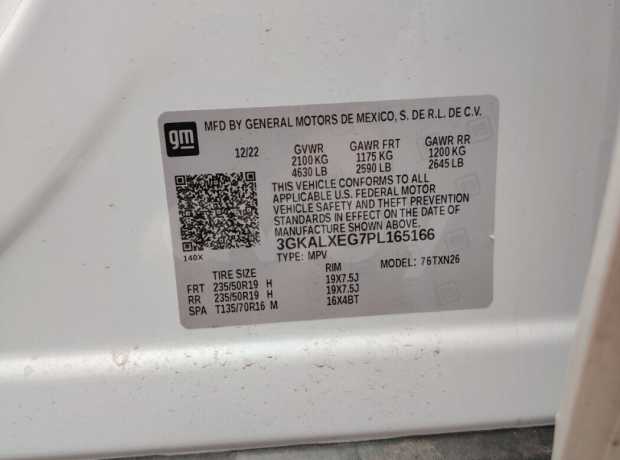 gm
MFD BY GENERAL MOTORS DE MEXICO, S. DE R.L. DE C.V.
12/22 GVWR GAWR FRT GAWR RR
2100 KG 1175 KG 1200 KG
4630 LB 2590 LB 2645 LB
THIS VEHICLE CONFORMS TO ALL
APPLICABLE U.S. FEDERAL MOTOR
VEHICLE SAFETY AND THEFT PREVENTION
STANDARDS IN EFFECT ON THE DATE OF
MANUFACTURE SHOWN ABOVE.
3GKALXEG7PL165166
140X TYPE: MPV MODEL: 76TXN26
TIRE SIZE RIM
FRT 235/50R19 H 19X7.5J
RR 235/50R19 H 19X7.5J
SPA T135/70R16 M 16X4BT